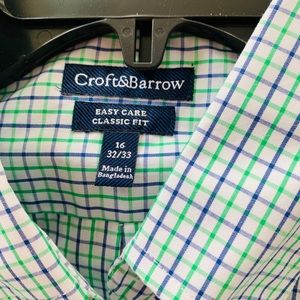 Croft&Barrow
EASY CARE
CLASSIC FIT
16
32/33
Made in
Bangladesh